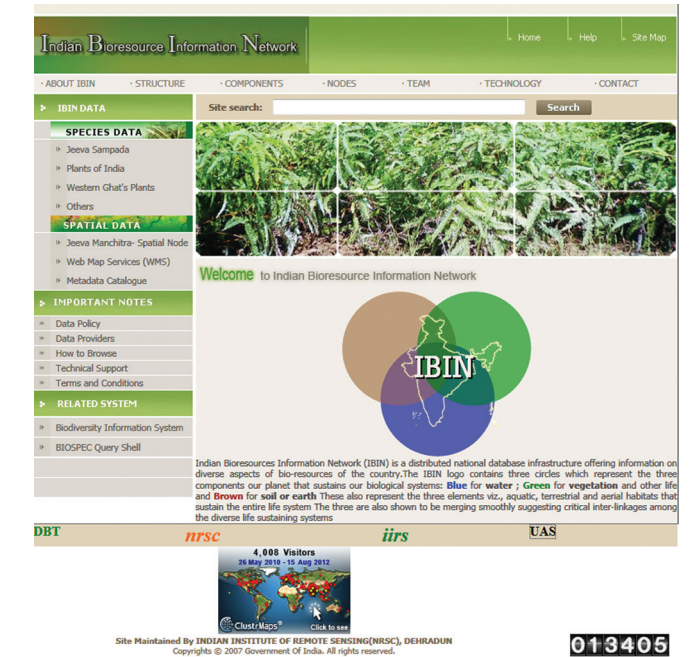 Indian Bioresource Information Network
Home
Help
Site Map
· ABOUT IBIN
· STRUCTURE
· COMPONENTS
· NODES
· TEAM
· TECHNOLOGY
· CONTACT
IBIN DATA
Site search:
Search
SPECIES DATA
Jeeva Sampada
Plants of India
Western Ghat's Plants
Others
SPATIAL DATA
Jeeva Manchitra- Spatial Node
Web Map Services (WMS)
Metadata Catalogue
IMPORTANT NOTES
Data Policy
Data Providers
How to Browse
Technical Support
Terms and Conditions
RELATED SYSTEM
Biodiversity Information System
BIOSPEC Query Shell
Welcome to Indian Bioresource Information Network
IBIN
Indian Bioresources Information Network (IBIN) is a distributed national database infrastructure offering information on
diverse aspects of bio-resources of the country.The IBIN logo contains three circles which represent the three
components our planet that sustains our biological systems: Blue for water ; Green for vegetation and other life
and Brown for soil or earth These also represent the three elements viz., aquatic, terrestrial and aerial habitats that
sustain the entire life system The three are also shown to be merging smoothly suggesting critical inter-linkages among
the diverse life sustaining systems
DBT
nrsc
iirs
UAS
4,008 Visitors
26 May 2010 - 15 Aug 2012
ClustrMaps®
Click to see
Site Maintained By INDIAN INSTITUTE OF REMOTE SENSING(NRSC), DEHRADUN
Copyrights © 2007 Government Of India. All rights reserved.
013405